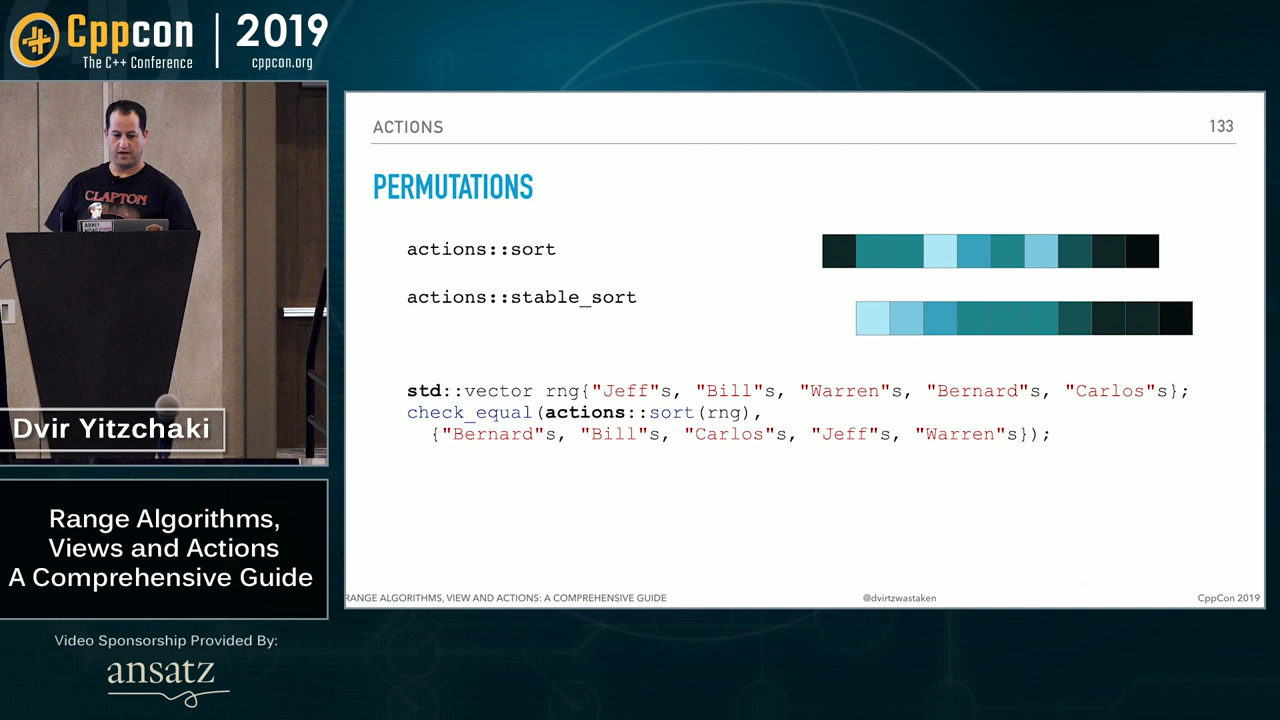 Cppcon
The C++ Conference
2019
cppcon.org
CLAPTON
Dvir Yitzchaki
Range Algorithms,
Views and Actions
A Comprehensive Guide
Video Sponsorship Provided By:
ansatz
ACTIONS
133
PERMUTATIONS
actions::sort
actions::stable_sort
std::vector rng{"Jeff"s, "Bill"s, "Warren"s, "Bernard"s, "Carlos"s};
check_equal(actions::sort(rng),
{"Bernard"s, "Bill"s, "Carlos"s, "Jeff"s, "Warren"s});
RANGE ALGORITHMS, VIEW AND ACTIONS: A COMPREHENSIVE GUIDE
@dvirtzwastaken
CppCon 2019